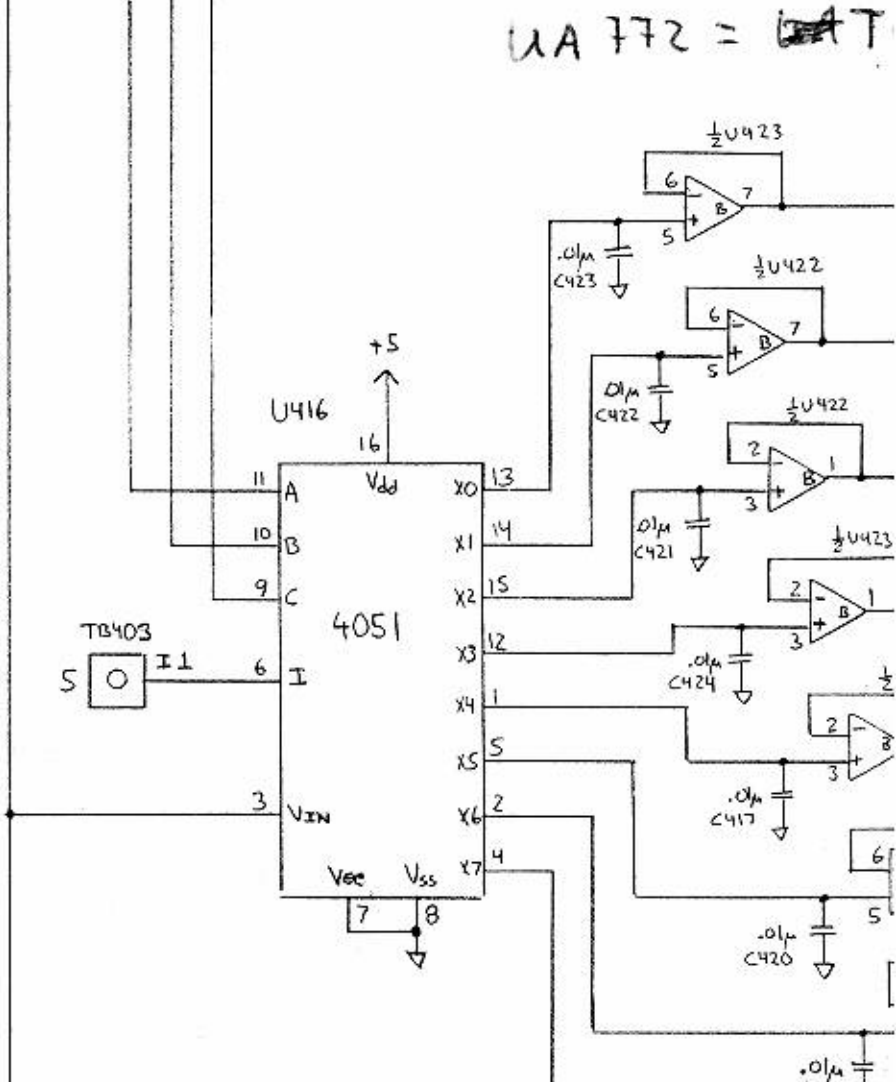 UA 772 = T
½U423
6
7
B
5
.01µ
C423
½U422
6
7
B
5
.01µ
C422
+5
U416
16
Vdd
½U422
2
1
B
3
.01µ
C421
11 A
X0 13
10 B
X1 14
9 C
X2 15
4051
½U423
2
1
B
3
.01µ
C424
TB403
5
I1
6 I
X3 12
X4 1
½
2
B
3
.01µ
C417
X5 5
3 VIN
X6 2
X7 4
6
5
Vee
Vss
7
8
.01µ
C420
.01µ